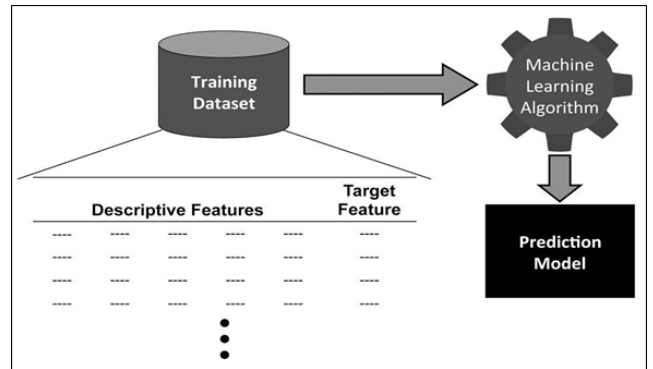 Training
Dataset
Machine
Learning
Algorithm
Descriptive Features
Target
Feature
---- ---- ---- ---- ---- ----
---- ---- ---- ---- ---- ----
---- ---- ---- ---- ---- ----
---- ---- ---- ---- ---- ----
Prediction
Model